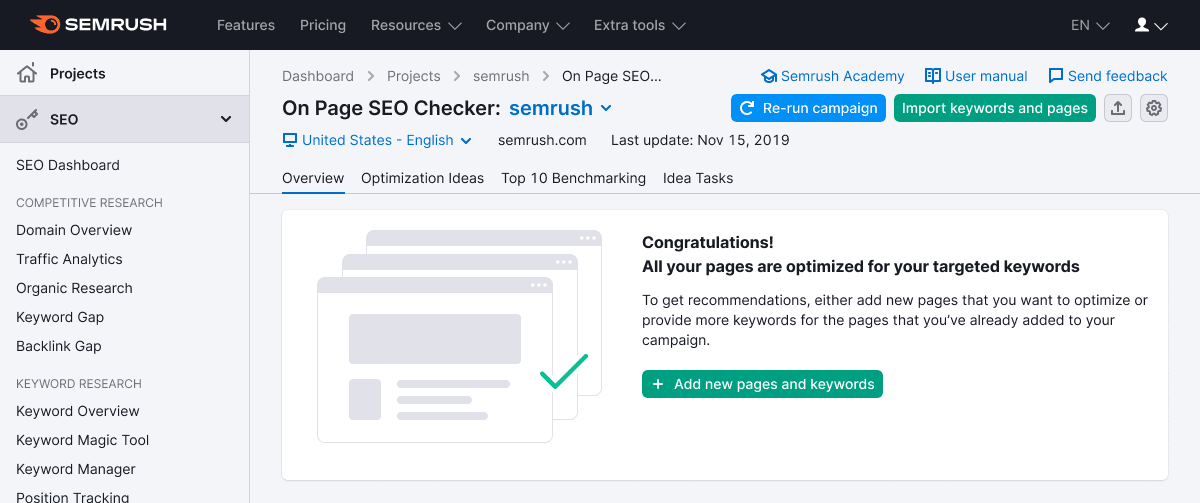 SEMRUSH
Features
Pricing
Resources
Company
Extra tools
EN
Projects
SEO
SEO Dashboard
COMPETITIVE RESEARCH
Domain Overview
Traffic Analytics
Organic Research
Keyword Gap
Backlink Gap
KEYWORD RESEARCH
Keyword Overview
Keyword Magic Tool
Keyword Manager
Position Tracking
Dashboard > Projects > semrush > On Page SEO...
Semrush Academy
User manual
Send feedback
On Page SEO Checker: semrush
Re-run campaign
Import keywords and pages
United States - English
semrush.com
Last update: Nov 15, 2019
Overview
Optimization Ideas
Top 10 Benchmarking
Idea Tasks
Congratulations!
All your pages are optimized for your targeted keywords
To get recommendations, either add new pages that you want to optimize or
provide more keywords for the pages that you’ve already added to your
campaign.
+ Add new pages and keywords